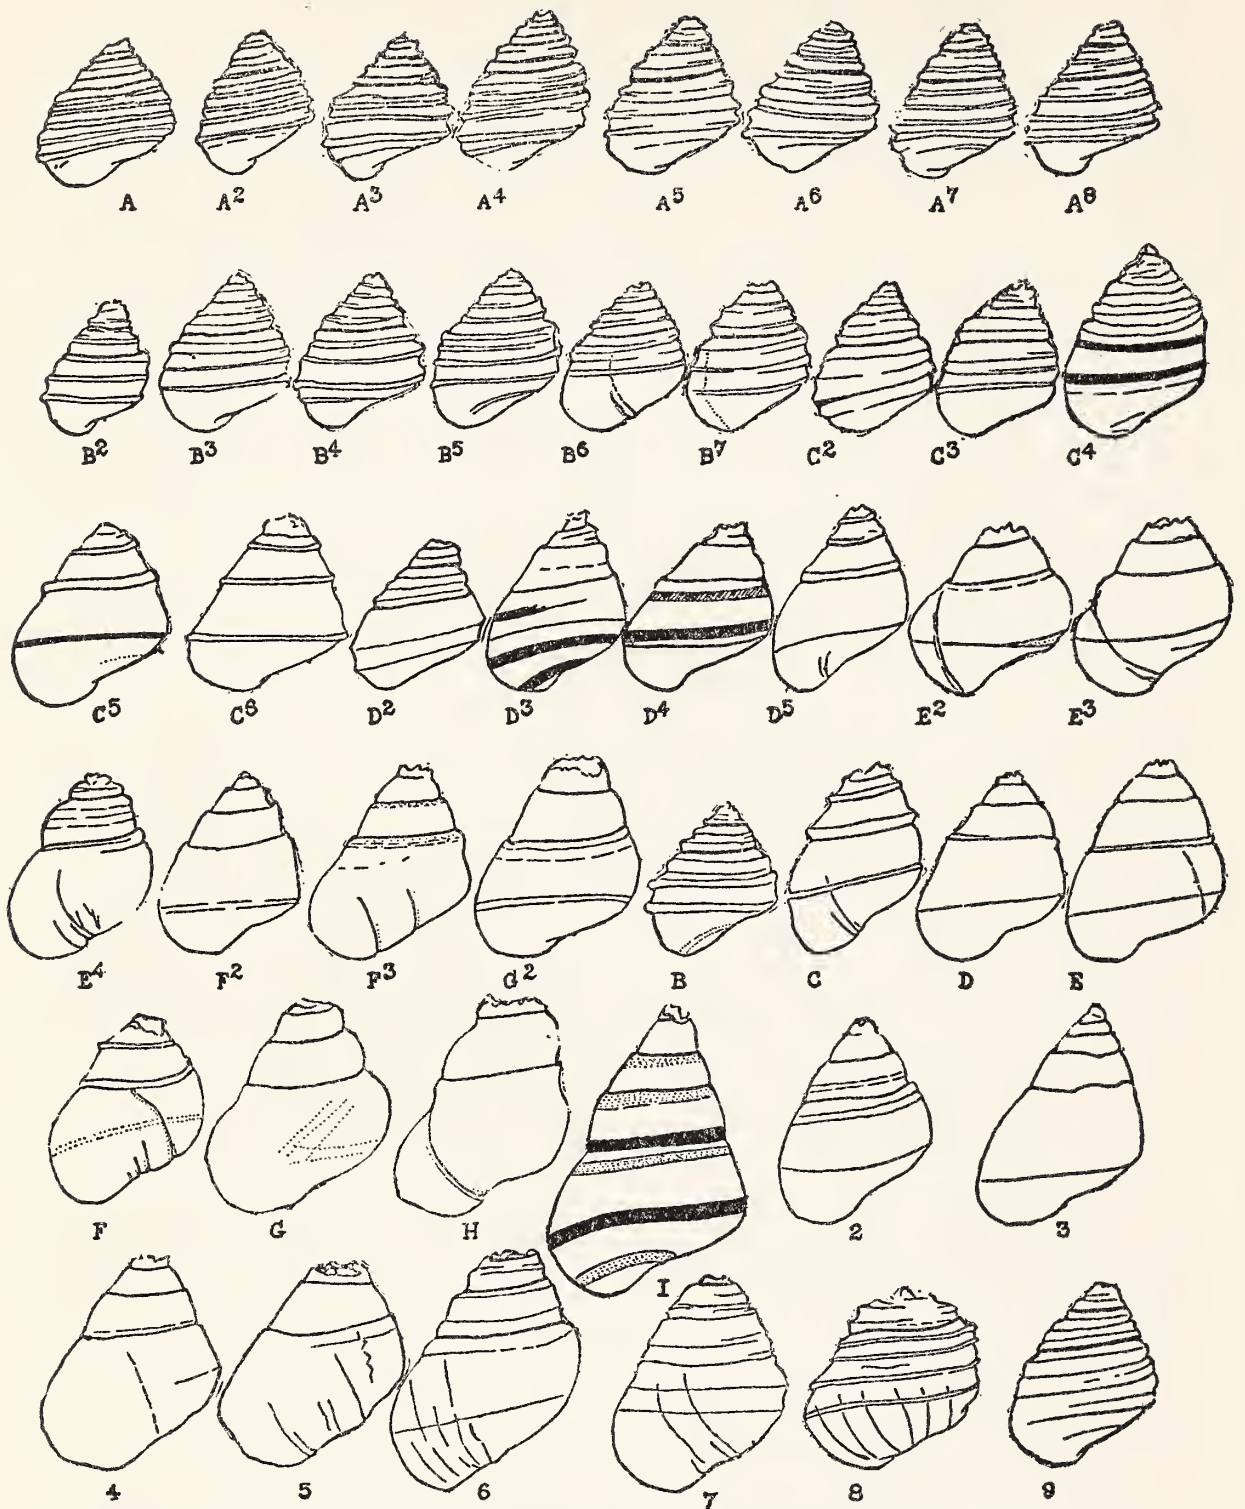 A A² A³ A⁴ A⁵ A⁶ A⁷ A⁸
B² B³ B⁴ B⁵ B⁶ B⁷ C² C³ C⁴
C⁵ C⁶ D² D³ D⁴ D⁵ E² E³
E⁴ F² F³ G² B C D E
F G H I 2 3
4 5 6 7 8 9